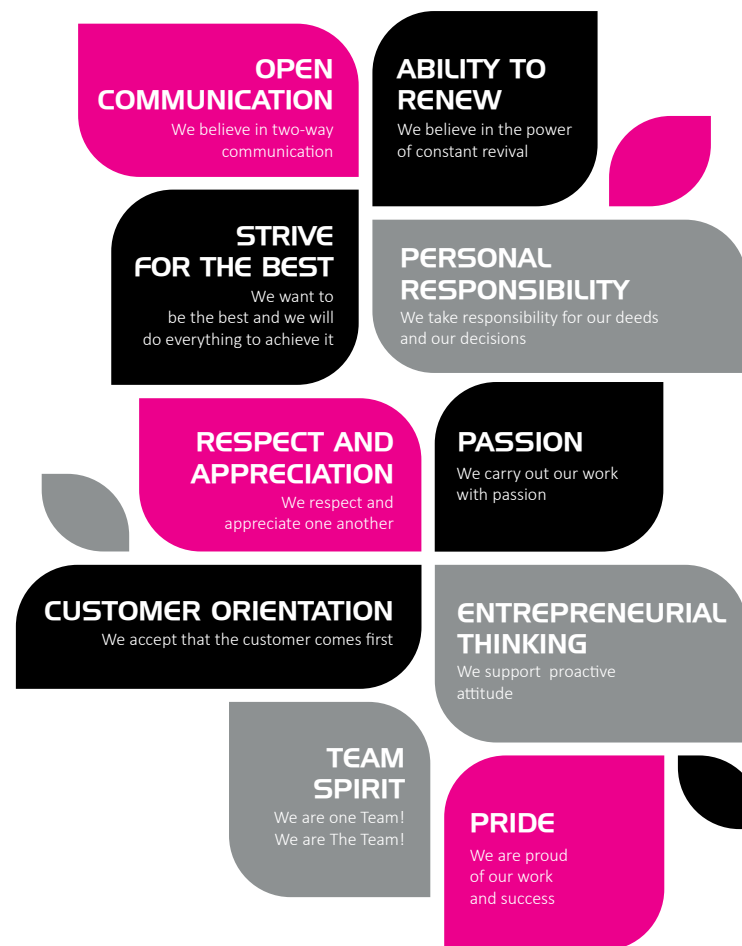 OPEN
COMMUNICATION
We believe in two-way
communication
ABILITY TO
RENEW
We believe in the power
of constant revival
STRIVE
FOR THE BEST
We want to
be the best and we will
do everything to achieve it
PERSONAL
RESPONSIBILITY
We take responsibility for our deeds
and our decisions
RESPECT AND
APPRECIATION
We respect and
appreciate one another
PASSION
We carry out our work
with passion
CUSTOMER ORIENTATION
We accept that the customer comes first
ENTREPRENEURIAL
THINKING
We support  proactive
attitude
TEAM
SPIRIT
We are one Team!
We are The Team!
PRIDE
We are proud
of our work
and success